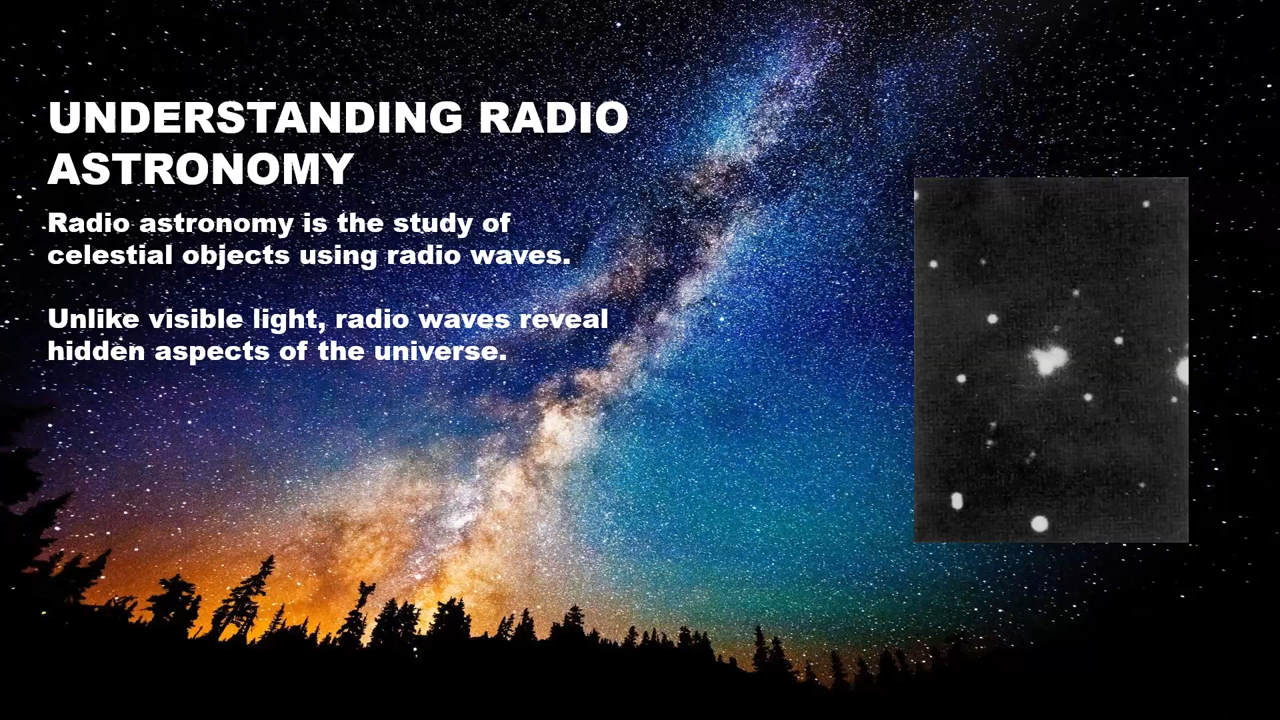 UNDERSTANDING RADIO
ASTRONOMY
Radio astronomy is the study of
celestial objects using radio waves.
Unlike visible light, radio waves reveal
hidden aspects of the universe.